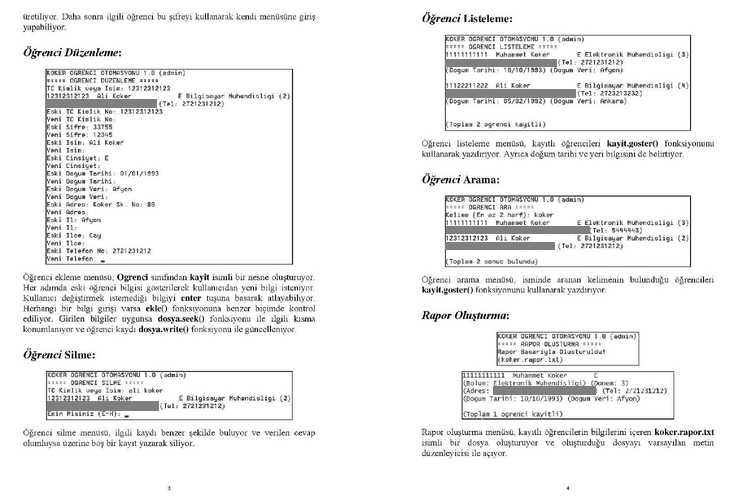 üretiliyor. Daha sonra ilgili öğrenci bu şifreyi kullanarak kendi menüsüne giriş
yapabiliyor.
Öğrenci Düzenleme:
KOKER OGRENCI OTOMASYONU 1.0 (admin)
===== OGRENCI DUZENLEME =====
TC Kimlik veya Isim: 12312312123
12312312123 Ali Koker E Bilgisayar Muhendisligi (2)
(Tel: 2721231212)
Eski TC Kimlik No: 12312312123
Yeni TC Kimlik No:
Eski Sifre: 33755
Yeni Sifre: 12345
Eski Isim: Ali Koker
Yeni Isim:
Eski Cinsiyet: E
Yeni Cinsiyet:
Eski Dogum Tarihi: 01/01/1993
Yeni Dogum Tarihi:
Eski Dogum Yeri: Afyon
Yeni Dogum Yeri:
Eski Adres: Koker Sk. No: 80
Yeni Adres:
Eski Il: Afyon
Yeni Il:
Eski Ilce: Cay
Yeni Ilce:
Eski Telefon No: 2721231212
Yeni Telefon: _
Öğrenci ekleme menüsü, Ogrenci sınıfından kayit isimli bir nesne oluşturuyor.
Her adımda eski öğrenci bilgisi gösterilerek kullanıcıdan yeni bilgi isteniyor.
Kullanıcı değiştirmek istemediği bilgiyi enter tuşuna basarak atlayabiliyor.
Herhangi bir bilgi girişi varsa ekle() fonksiyonuna benzer biçimde kontrol
ediliyor. Girilen bilgiler uygunsa dosya.seek() fonksiyonu ile ilgili kısma
konumlanıyor ve öğrenci kaydı dosya.write() fonksiyonu ile güncelleniyor.
Öğrenci Silme:
KOKER OGRENCI OTOMASYONU 1.0 (admin)
===== OGRENCI SILME =====
TC Kimlik veya Isim: ali koker
12312312123 Ali Koker E Bilgisayar Muhendisligi (2)
(Tel: 2721231212)
Emin Misiniz (E-H): _
Öğrenci silme menüsü, ilgili kaydı benzer şekilde buluyor ve verilen cevap
olumluysa üzerine boş bir kayıt yazarak siliyor.
3
Öğrenci Listeleme:
KOKER OGRENCI OTOMASYONU 1.0 (admin)
===== OGRENCI LISTELEME =====
11111111111 Muhammet Koker E Elektronik Muhendisligi (3)
(Tel: 2721231212)
(Dogum Tarihi: 10/10/1993) (Dogum Yeri: Afyon)
11122211222 Ali Koker E Bilgisayar Muhendisligi (4)
(Tel: 2723213232)
(Dogum Tarihi: 05/02/1992) (Dogum Yeri: Ankara)
(Toplam 2 ogrenci kayitli)
Öğrenci listeleme menüsü, kayıtlı öğrencileri kayit.goster() fonksiyonunu
kullanarak yazdırıyor. Ayrıca doğum tarihi ve yeri bilgisini de belirtiyor.
Öğrenci Arama:
KOKER OGRENCI OTOMASYONU 1.0 (admin)
===== OGRENCI ARA =====
Kelime (En az 2 harf): koker
11111111111 Muhammet Koker E Elektronik Muhendisligi (3)
(Tel: 5444443)
12312312123 Ali Koker E Bilgisayar Muhendisligi (2)
(Tel: 2721231212)
(Toplam 2 sonuc bulundu)
Öğrenci arama menüsü, isminde aranan kelimenin bulunduğu öğrencileri
kayit.goster() fonksiyonunu kullanarak yazdırıyor.
Rapor Oluşturma:
KOKER OGRENCI OTOMASYONU 1.0 (admin)
===== RAPOR OLUSTURMA =====
Rapor Basariyla Olusturuldu!
(koker.rapor.txt)
11111111111 Muhammet Koker E
(Bolum: Elektronik Muhendisligi) (Donem: 3)
(Adres: (Tel: 2721231212)
(Dogum Tarihi: 10/10/1993) (Dogum Yeri: Afyon)
(Toplam 1 ogrenci kayitli)
Rapor oluşturma menüsü, kayıtlı öğrencilerin bilgilerini içeren koker.rapor.txt
isimli bir dosya oluşturuyor ve oluşturduğu dosyayı varsayılan metin
düzenleyicisi ile açıyor.
4